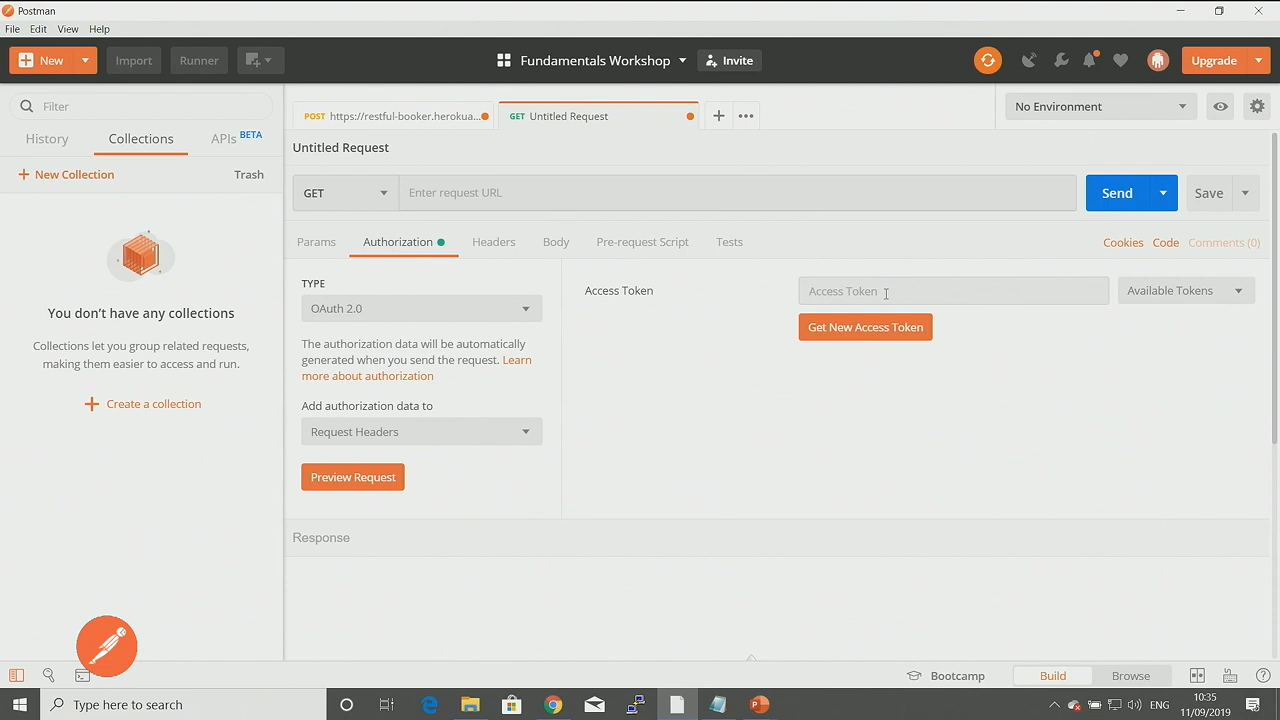 Postman
File Edit View Help
New Import Runner Fundamentals Workshop Invite Upgrade
Filter
History Collections APIs BETA
New Collection Trash
You don't have any collections
Collections let you group related requests,
making them easier to access and run.
Create a collection
POST https://restful-booker.herokua... GET Untitled Request
No Environment
Untitled Request
GET Enter request URL Send Save
Params Authorization Headers Body Pre-request Script Tests Cookies Code Comments (0)
TYPE
OAuth 2.0
The authorization data will be automatically
generated when you send the request. Learn
more about authorization
Add authorization data to
Request Headers
Preview Request
Access Token Access Token Available Tokens
Get New Access Token
Response
Bootcamp Build Browse
Type here to search
ENG
10:35
11/09/2019